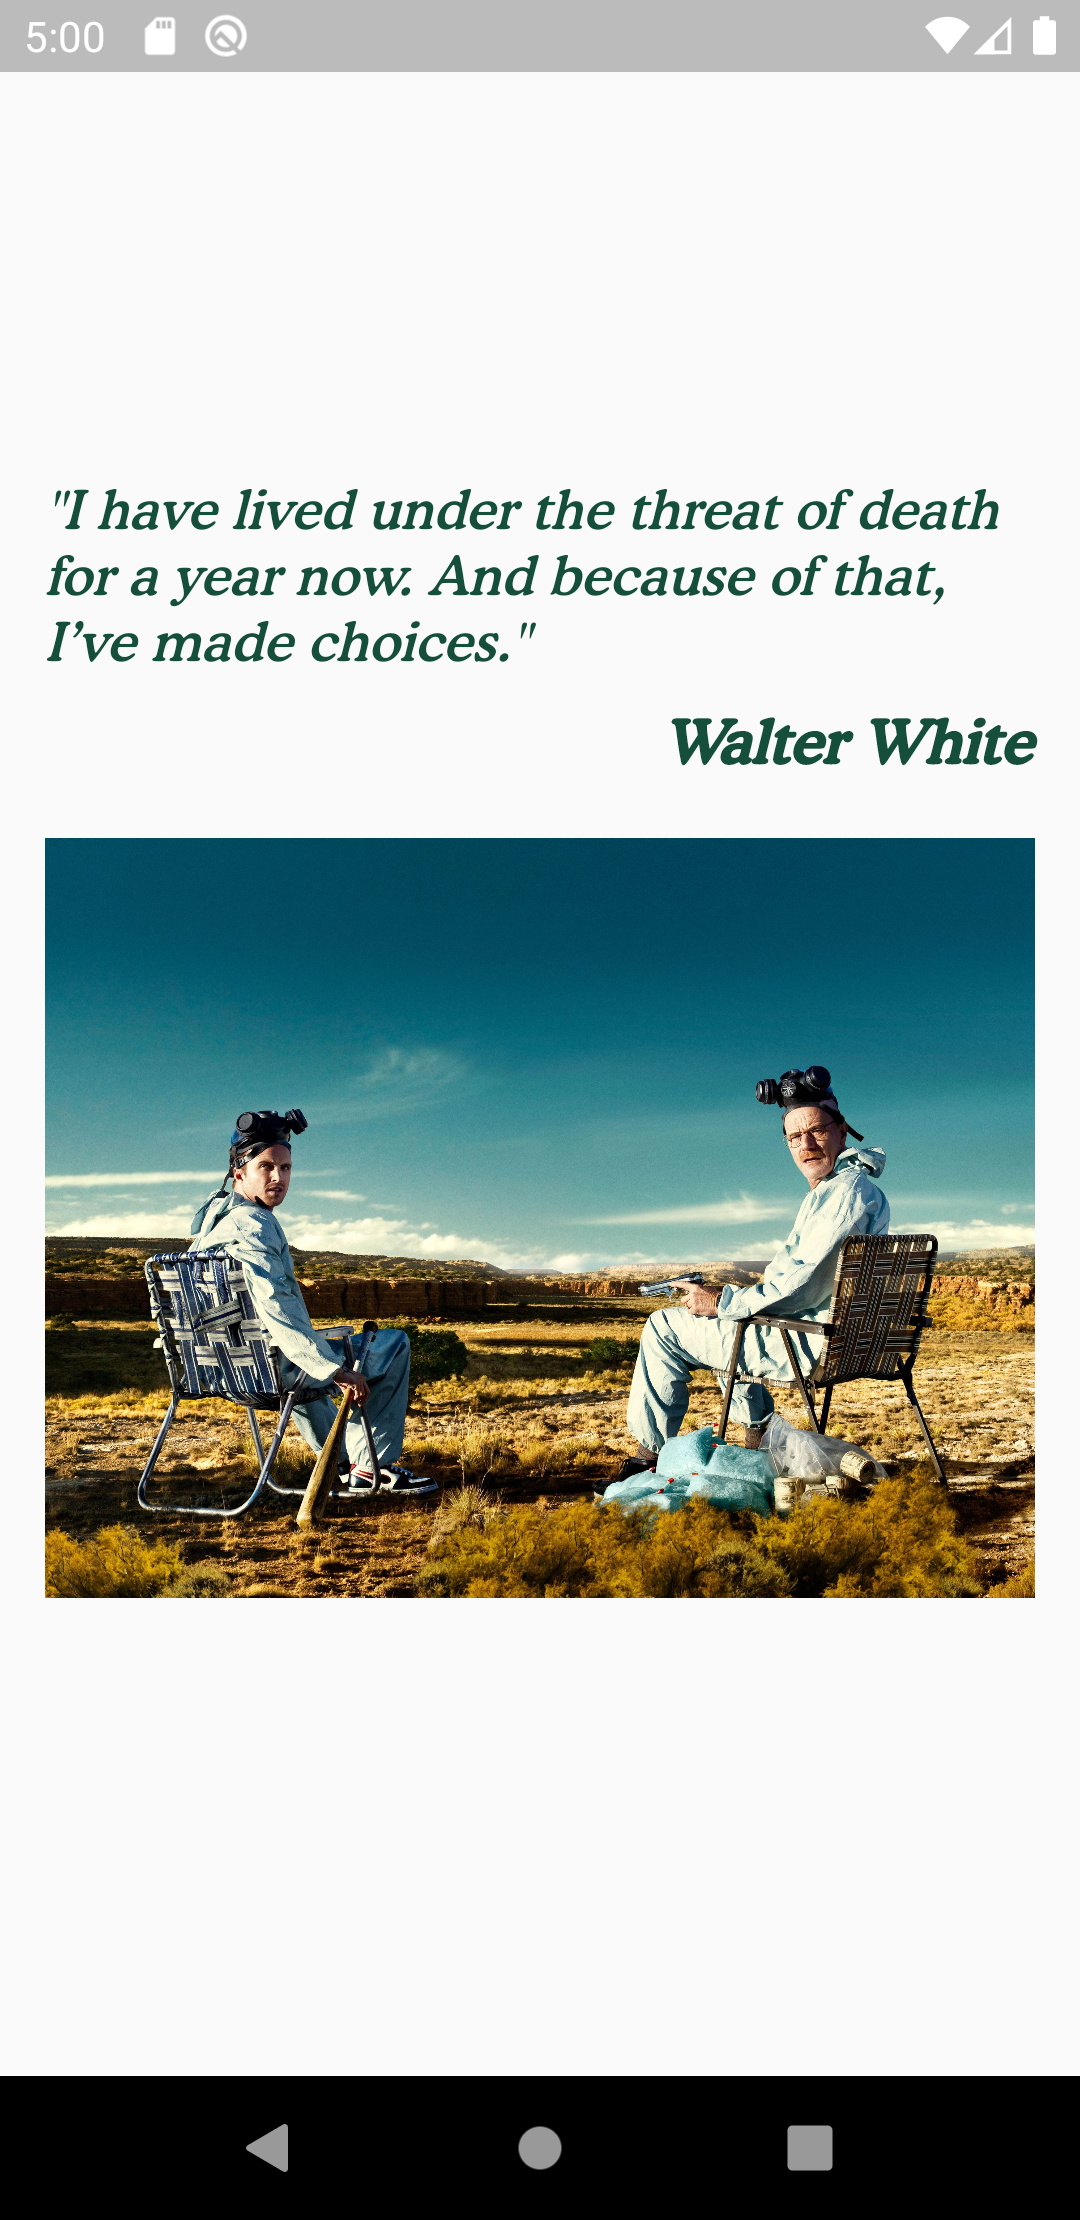 5:00
"I have lived under the threat of death
for a year now. And because of that,
I’ve made choices."
Walter White